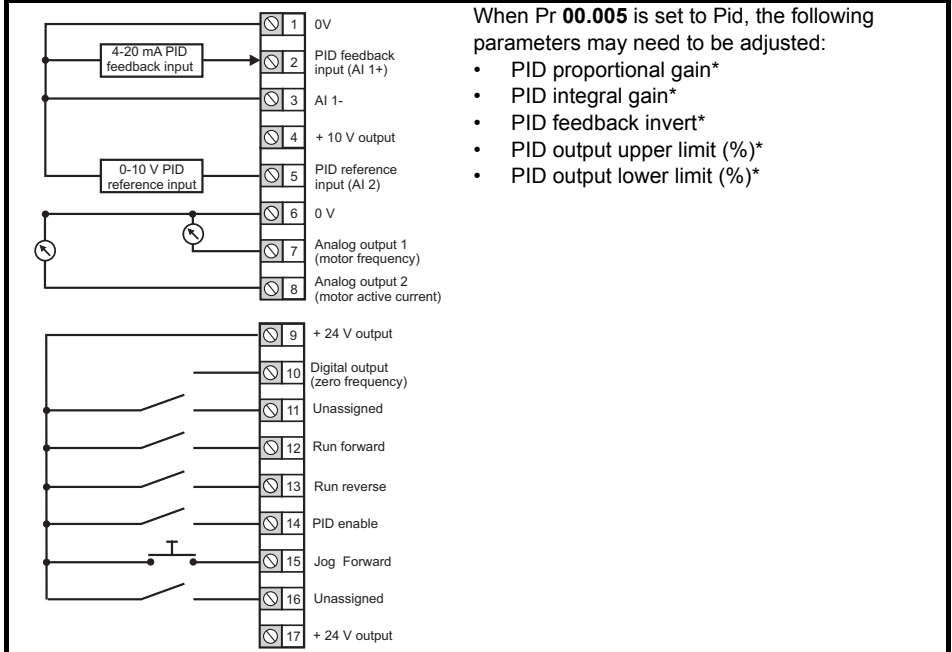 1 0V
4-20 mA PID
feedback input
2 PID feedback
input (AI 1+)
3 AI 1-
4 + 10 V output
0-10 V PID
reference input
5 PID reference
input (AI 2)
6 0 V
7 Analog output 1
(motor frequency)
8 Analog output 2
(motor active current)
9 + 24 V output
10 Digital output
(zero frequency)
11 Unassigned
12 Run forward
13 Run reverse
14 PID enable
15 Jog Forward
16 Unassigned
17 + 24 V output
When Pr 00.005 is set to Pid, the following
parameters may need to be adjusted:
• PID proportional gain*
• PID integral gain*
• PID feedback invert*
• PID output upper limit (%)*
• PID output lower limit (%)*